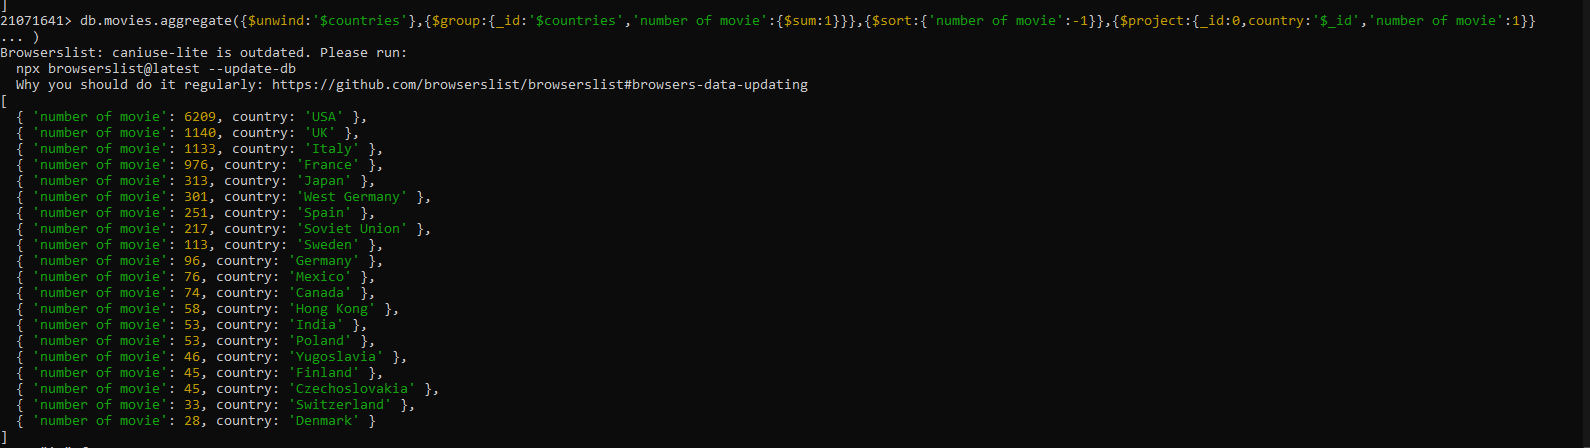 ]
21071641> db.movies.aggregate({$unwind:'$countries'},{$group:{_id:'$countries','number of movie':{$sum:1}}},{$sort:{'number of movie':-1}},{$project:{_id:0,country:'$_id','number of movie':1}}
... )
Browserslist: caniuse-lite is outdated. Please run:
  npx browserslist@latest --update-db
  Why you should do it regularly: https://github.com/browserslist/browserslist#browsers-data-updating
[
  { 'number of movie': 6209, country: 'USA' },
  { 'number of movie': 1140, country: 'UK' },
  { 'number of movie': 1133, country: 'Italy' },
  { 'number of movie': 976, country: 'France' },
  { 'number of movie': 313, country: 'Japan' },
  { 'number of movie': 301, country: 'West Germany' },
  { 'number of movie': 251, country: 'Spain' },
  { 'number of movie': 217, country: 'Soviet Union' },
  { 'number of movie': 113, country: 'Sweden' },
  { 'number of movie': 96, country: 'Germany' },
  { 'number of movie': 76, country: 'Mexico' },
  { 'number of movie': 74, country: 'Canada' },
  { 'number of movie': 58, country: 'Hong Kong' },
  { 'number of movie': 53, country: 'India' },
  { 'number of movie': 53, country: 'Poland' },
  { 'number of movie': 46, country: 'Yugoslavia' },
  { 'number of movie': 45, country: 'Finland' },
  { 'number of movie': 45, country: 'Czechoslovakia' },
  { 'number of movie': 33, country: 'Switzerland' },
  { 'number of movie': 28, country: 'Denmark' }
]